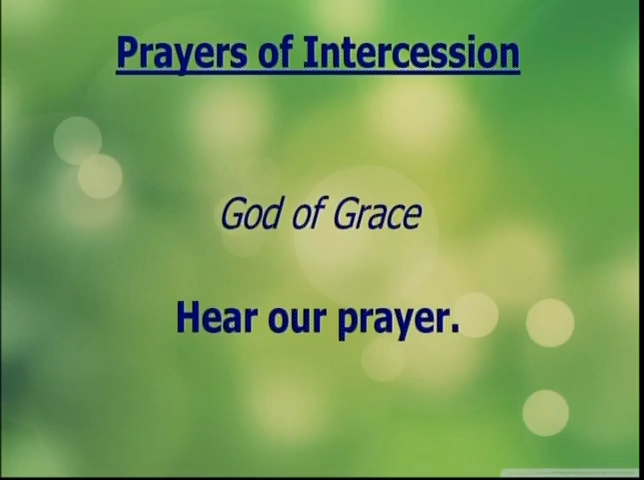 Prayers of Intercession
God of Grace
Hear our prayer.